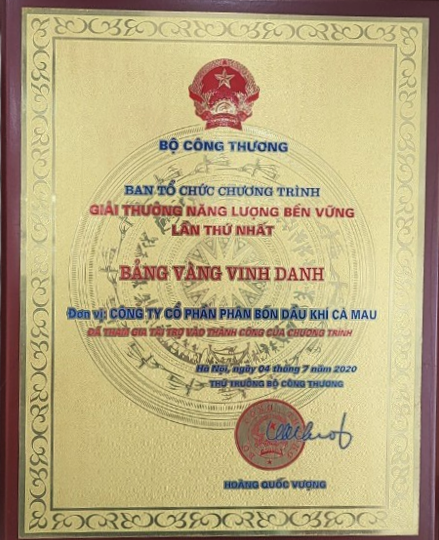 BỘ CÔNG THƯƠNG
BAN TỔ CHỨC CHƯƠNG TRÌNH
GIẢI THƯỞNG NĂNG LƯỢNG BỀN VỮNG
LẦN THỨ NHẤT
BẢNG VÀNG VINH DANH
Đơn vị: CÔNG TY CỔ PHẦN PHÂN BÓN DẦU KHÍ CÀ MAU
ĐÃ THAM GIA TÀI TRỢ VÀO THÀNH CÔNG CỦA CHƯƠNG TRÌNH
Hà Nội, ngày 04 tháng 7 năm 2020
THỨ TRƯỞNG BỘ CÔNG THƯƠNG
HOÀNG QUỐC VƯỢNG